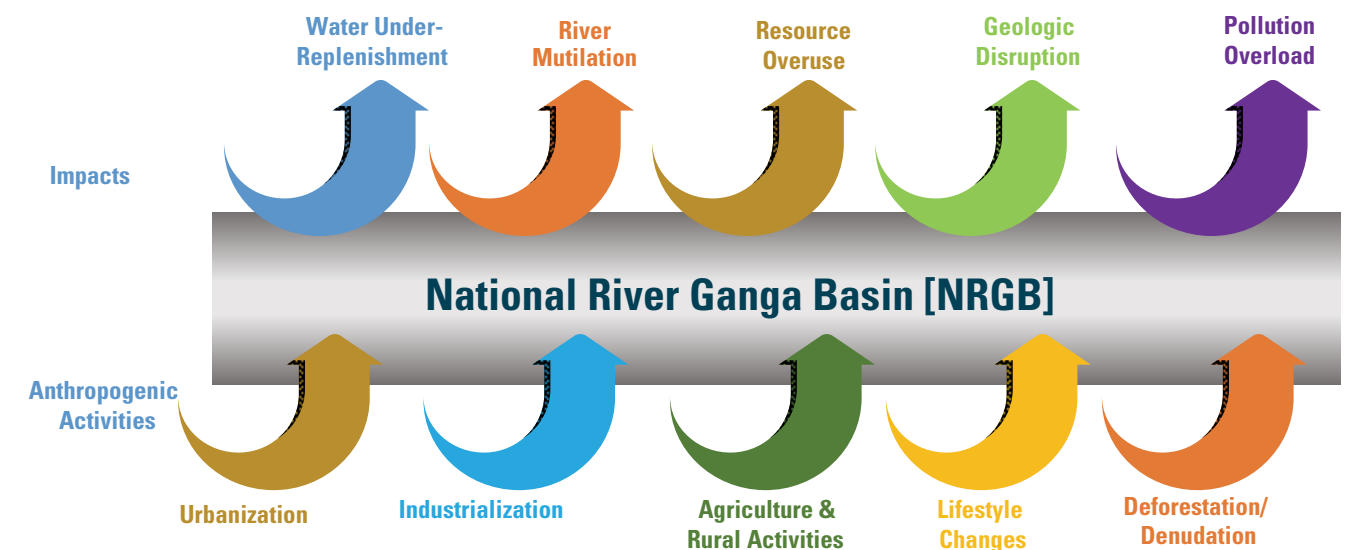 Water Under-
Replenishment
River
Mutilation
Resource
Overuse
Geologic
Disruption
Pollution
Overload
Impacts
National River Ganga Basin [NRGB]
Anthropogenic
Activities
Urbanization
Industrialization
Agriculture &
Rural Activities
Lifestyle
Changes
Deforestation/
Denudation